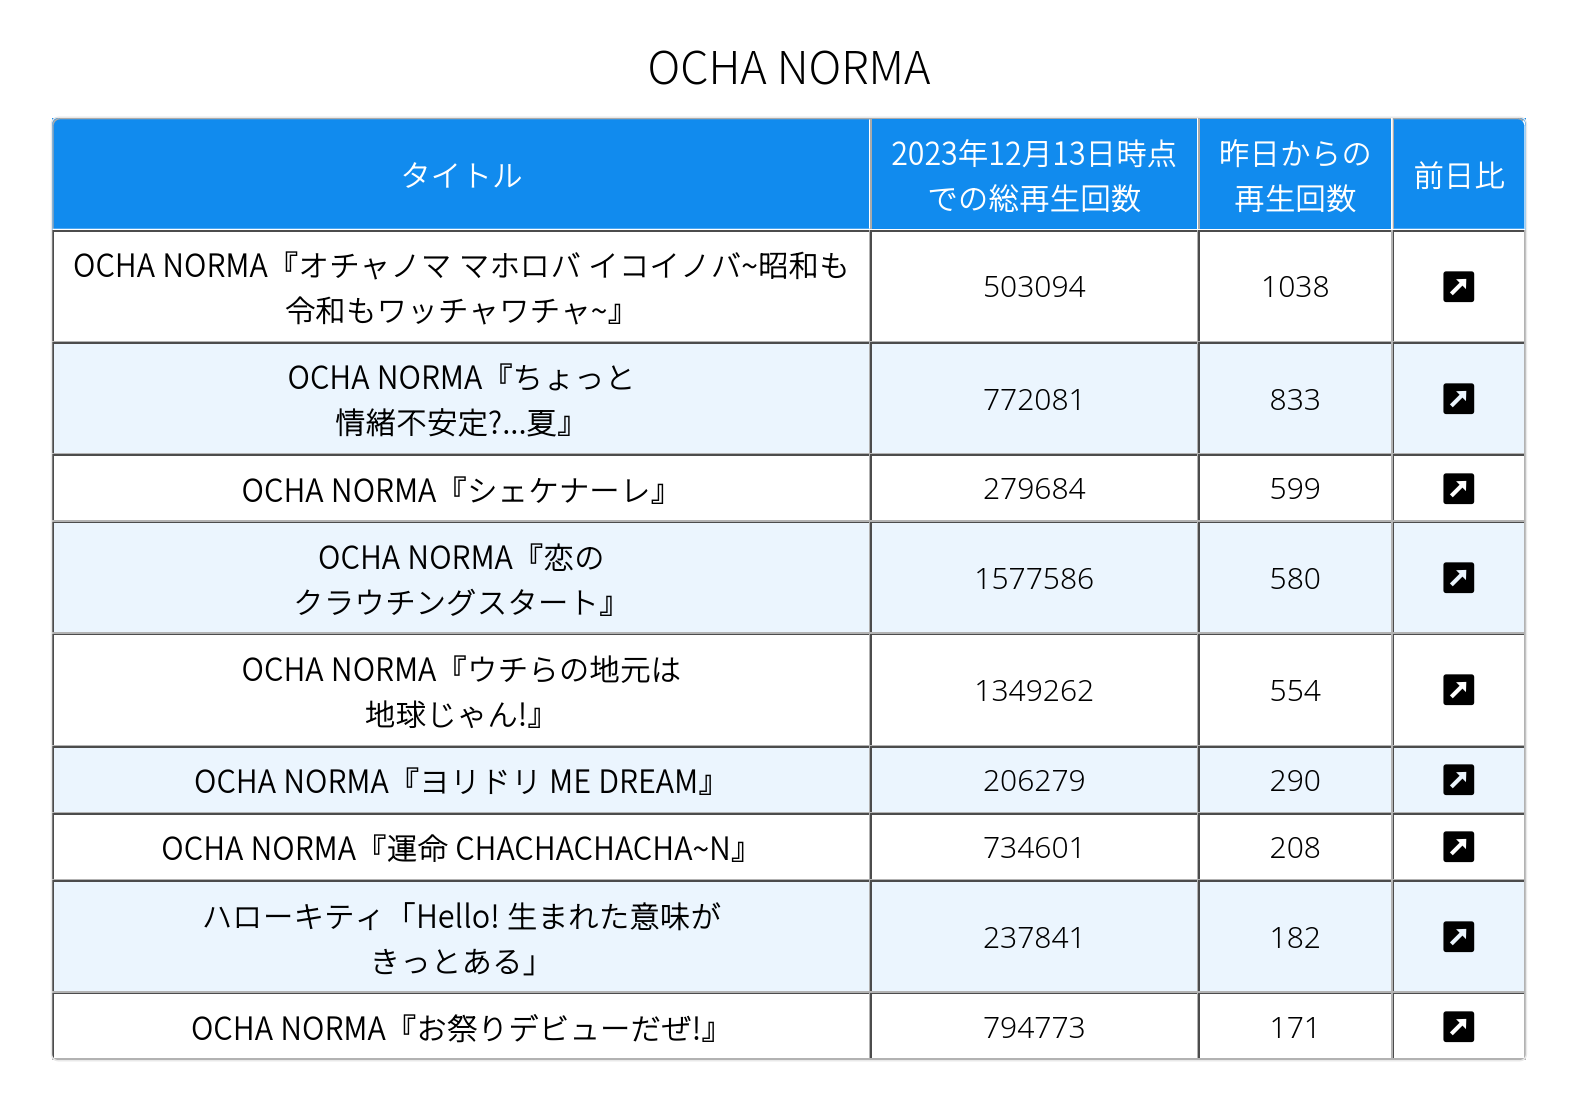 OCHA NORMA
タイトル
2023年12月13日時点
での総再生回数
昨日からの
再生回数
前日比
OCHA NORMA『オチャノマ マホロバ イコイノバ~昭和も
令和もワッチャワチャ~』
503094
1038
OCHA NORMA『ちょっと
情緒不安定?...夏』
772081
833
OCHA NORMA『シェケナーレ』
279684
599
OCHA NORMA『恋の
クラウチングスタート』
1577586
580
OCHA NORMA『ウチらの地元は
地球じゃん!』
1349262
554
OCHA NORMA『ヨリドリ ME DREAM』
206279
290
OCHA NORMA『運命 CHACHACHACHA~N』
734601
208
ハローキティ「Hello! 生まれた意味が
きっとある」
237841
182
OCHA NORMA『お祭りデビューだぜ!』
794773
171